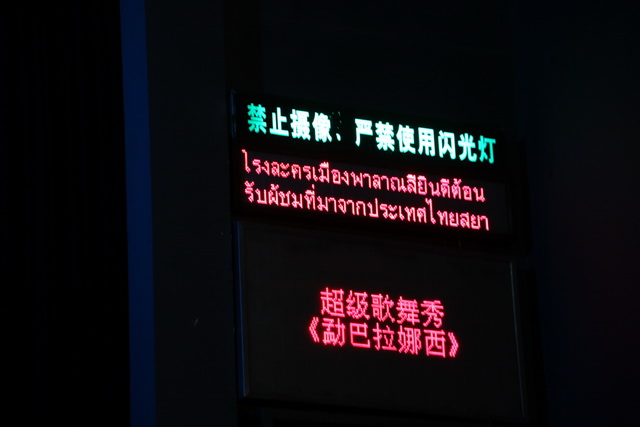 禁止摄像、严禁使用闪光灯
โรงละครเมืองพาลาณสียินดีต้อน
รับผู้ชมที่มาจากประเทศไทยสยา
超级歌舞秀
《勐巴拉娜西》